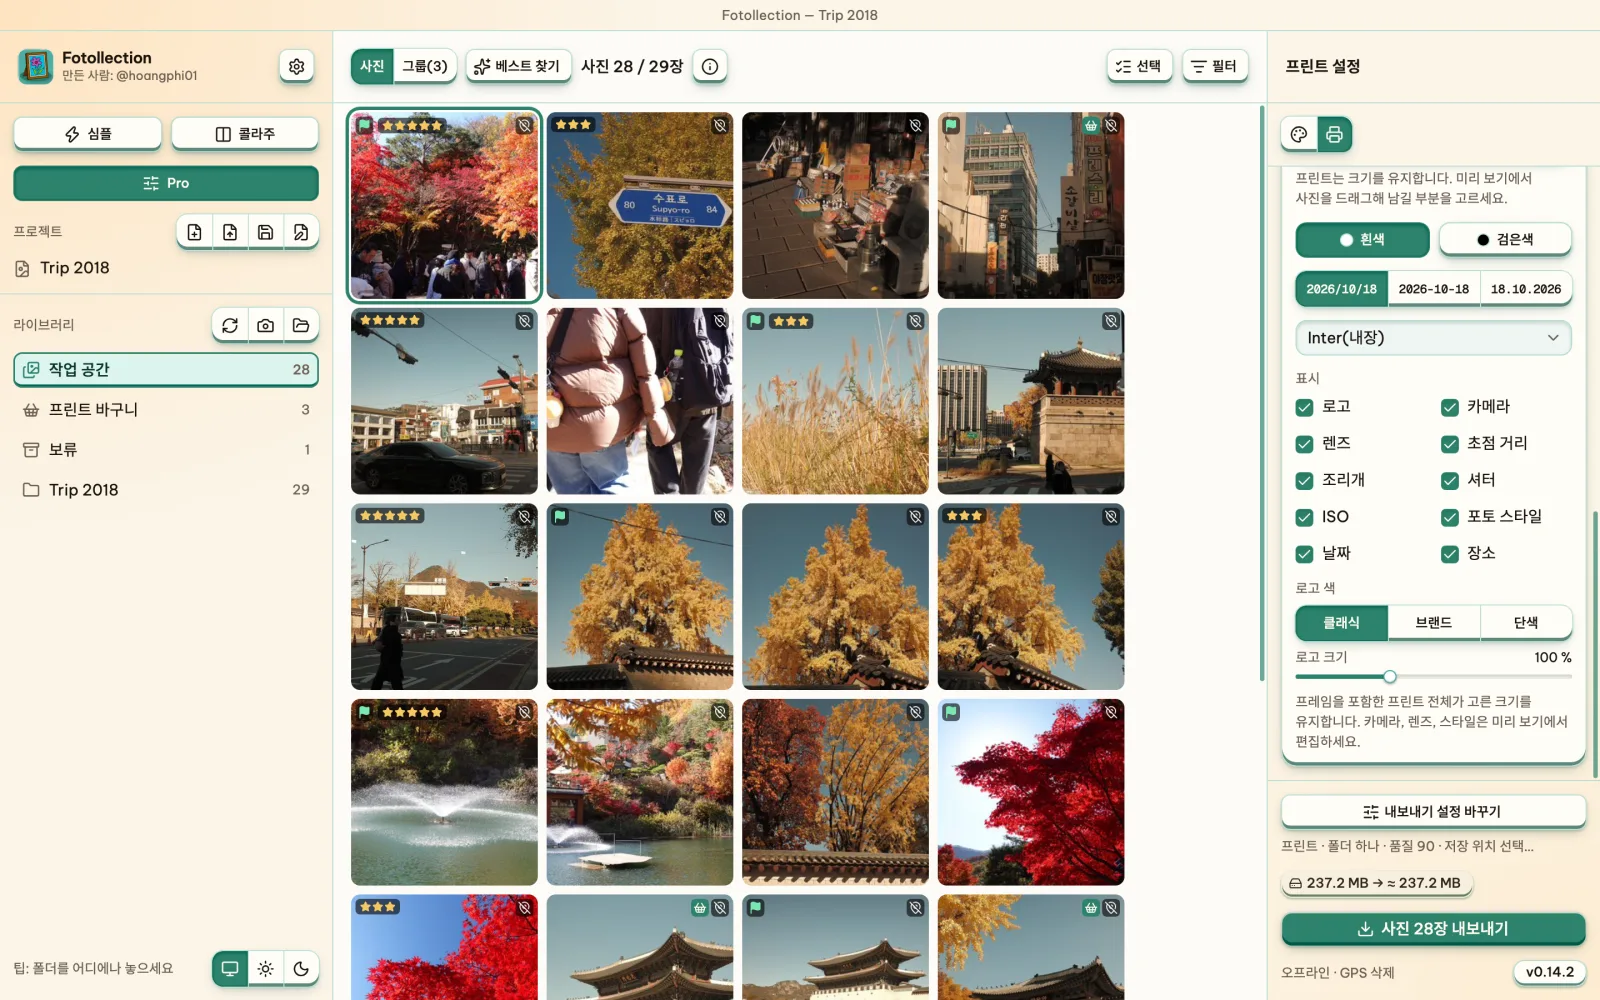 Fotollection — Trip 2018
Fotollection
만든 사람: @hoangphi01
심플
콜라주
Pro
프로젝트
Trip 2018
라이브러리
작업 공간
28
프린트 바구니
3
보류
1
Trip 2018
29
팁: 폴더를 어디에나 놓으세요
사진
그룹(3)
베스트 찾기
사진 28 / 29장
선택
필터
80
수표로
Supyo-ro
84
프린트 설정
프린트는 크기를 유지합니다. 미리 보기에서
사진을 드래그해 남길 부분을 고르세요.
흰색
검은색
2026/10/18
2026-10-18
18.10.2026
Inter(내장)
표시
로고
카메라
렌즈
초점 거리
조리개
셔터
ISO
포토 스타일
날짜
장소
로고 색
클래식
브랜드
단색
로고 크기
100 %
프레임을 포함한 프린트 전체가 고른 크기를
유지합니다. 카메라, 렌즈, 스타일은 미리 보기에서
편집하세요.
내보내기 설정 바꾸기
프린트 · 폴더 하나 · 품질 90 · 저장 위치 선택...
237.2 MB → ≈ 237.2 MB
사진 28장 내보내기
오프라인 · GPS 삭제
v0.14.2